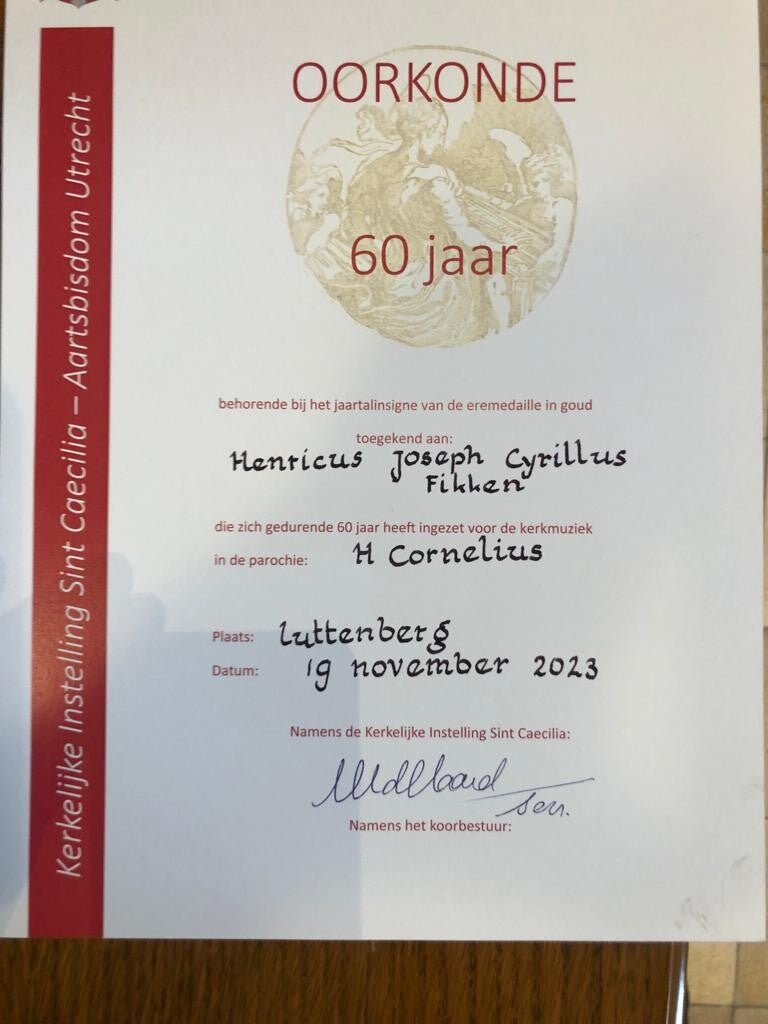 OORKONDE
60 jaar
behorende bij het jaartalinsigne van de eremedaille in goud
toegekend aan:
Henricus Joseph Cyrillus
Fikken
die zich gedurende 60 jaar heeft ingezet voor de kerkmuziek
in de parochie: H Cornelius
Plaats: Luttenberg
Datum: 19 november 2023
Namens de Kerkelijke Instelling Sint Caecilia:
Namens het koorbestuur:
Kerkelijke Instelling Sint Caecilia – Aartsbisdom Utrecht